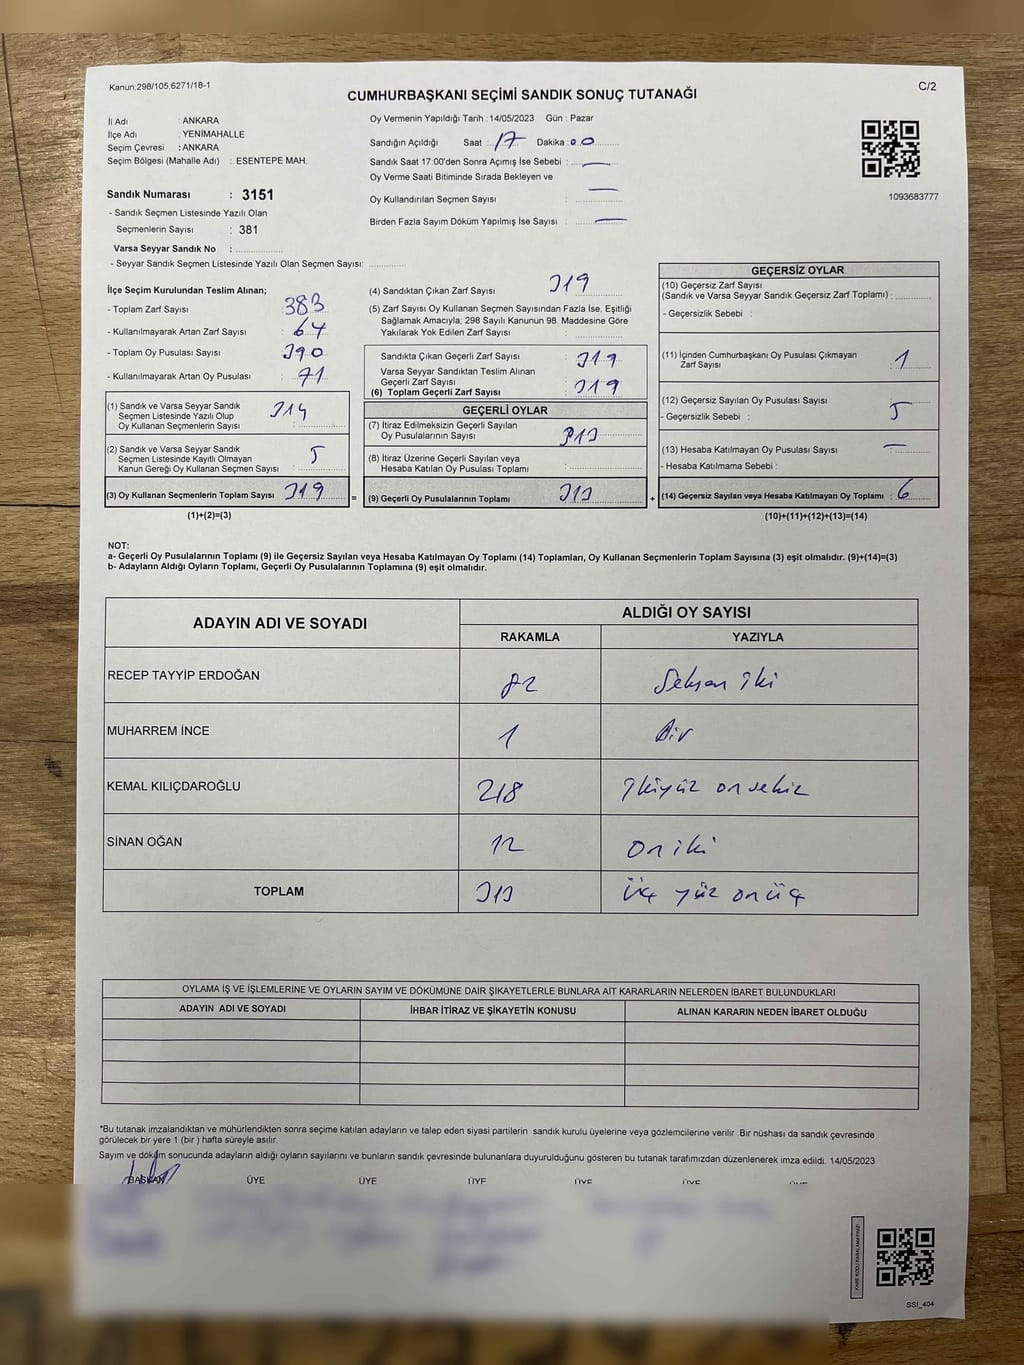 Kanun;298/105,6271/18-1
C/2
CUMHURBAŞKANI SEÇİMİ SANDIK SONUÇ TUTANAĞI
İl Adı : ANKARA
İlçe Adı : YENİMAHALLE
Seçim Çevresi : ANKARA
Seçim Bölgesi (Mahalle Adı) : ESENTEPE MAH.
Sandık Numarası : 3151
- Sandık Seçmen Listesinde Yazılı Olan
Seçmenlerin Sayısı : 381
Varsa Seyyar Sandık No :
- Seyyar Sandık Seçmen Listesinde Yazılı Olan Seçmen Sayısı:
Oy Vermenin Yapıldığı Tarih : 14/05/2023 Gün : Pazar
Sandığın Açıldığı Saat : 17 Dakika : 00
Sandık Saat 17:00'den Sonra Açımış İse Sebebi : —
Oy Verme Saati Bitiminde Sırada Bekleyen ve
Oy Kullandırılan Seçmen Sayısı : —
Birden Fazla Sayım Döküm Yapılmış İse Sayısı : —
1093683777
İlçe Seçim Kurulundan Teslim Alınan;
- Toplam Zarf Sayısı : 383
- Kullanılmayarak Artan Zarf Sayısı : 64
- Toplam Oy Pusulası Sayısı : 390
- Kullanılmayarak Artan Oy Pusulası : 71
(1) Sandık ve Varsa Seyyar Sandık
Seçmen Listesinde Yazılı Olup
Oy Kullanan Seçmenlerin Sayısı : 314
(2) Sandık ve Varsa Seyyar Sandık
Seçmen Listesinde Kayıtlı Olmayan
Kanun Gereği Oy Kullanan Seçmen Sayısı : 5
(3) Oy Kullanan Seçmenlerin Toplam Sayısı : 319
(1)+(2)=(3)
=
(4) Sandıktan Çıkan Zarf Sayısı : 319
(5) Zarf Sayısı Oy Kullanan Seçmen Sayısından Fazla İse, Eşitliği
Sağlamak Amacıyla; 298 Sayılı Kanunun 98. Maddesine Göre
Yakılarak Yok Edilen Zarf Sayısı :
Sandıkta Çıkan Geçerli Zarf Sayısı : 319
Varsa Seyyar Sandıktan Teslim Alınan
Geçerli Zarf Sayısı :
(6) Toplam Geçerli Zarf Sayısı : 319
GEÇERLİ OYLAR
(7) İtiraz Edilmeksizin Geçerli Sayılan
Oy Pusulalarının Sayısı : 313
(8) İtiraz Üzerine Geçerli Sayılan veya
Hesaba Katılan Oy Pusulası Toplamı :
(9) Geçerli Oy Pusulalarının Toplamı : 313
+
GEÇERSİZ OYLAR
(10) Geçersiz Zarf Sayısı
(Sandık ve Varsa Seyyar Sandık Geçersiz Zarf Toplamı) :
- Geçersizlik Sebebi :
(11) İçinden Cumhurbaşkanı Oy Pusulası Çıkmayan
Zarf Sayısı : 1
(12) Geçersiz Sayılan Oy Pusulası Sayısı : 5
- Geçersizlik Sebebi :
(13) Hesaba Katılmayan Oy Pusulası Sayısı : —
- Hesaba Katılmama Sebebi :
(14) Geçersiz Sayılan veya Hesaba Katılmayan Oy Toplamı : 6
(10)+(11)+(12)+(13)=(14)
NOT:
a- Geçerli Oy Pusulalarının Toplamı (9) ile Geçersiz Sayılan veya Hesaba Katılmayan Oy Toplamı (14) Toplamları, Oy Kullanan Seçmenlerin Toplam Sayısına (3) eşit olmalıdır. (9)+(14)=(3)
b- Adayların Aldığı Oyların Toplamı, Geçerli Oy Pusulalarının Toplamına (9) eşit olmalıdır.
ADAYIN ADI VE SOYADI
ALDIĞI OY SAYISI
RAKAMLA YAZIYLA
RECEP TAYYİP ERDOĞAN 82 Seksen iki
MUHARREM İNCE 1 Bir
KEMAL KILIÇDAROĞLU 218 İkiyüz onsekiz
SİNAN OĞAN 12 on iki
TOPLAM 313 Üç yüz onüç
OYLAMA İŞ VE İŞLEMLERİNE VE OYLARIN SAYIM VE DÖKÜMÜNE DAİR ŞİKAYETLERLE BUNLARA AİT KARARLARIN NELERDEN İBARET BULUNDUKLARI
ADAYIN ADI VE SOYADI İHBAR İTİRAZ VE ŞİKAYETİN KONUSU ALINAN KARARIN NEDEN İBARET OLDUĞU
*Bu tutanak imzalandıktan ve mühürlendikten sonra seçime katılan adayların ve talep eden siyasi partilerin sandık kurulu üyelerine veya gözlemcilerine verilir .Bir nüshası da sandık çevresinde
görülecek bir yere 1 (bir ) hafta süreyle asılır.
Sayım ve döküm sonucunda adayların aldığı oyların sayılarını ve bunların sandık çevresinde bulunanlara duyurulduğunu gösteren bu tutanak tarafımızdan düzenlenerek imza edildi. 14/05/2023
BAŞKAN ÜYE ÜYE ÜYE ÜYE ÜYE
SSİ_404